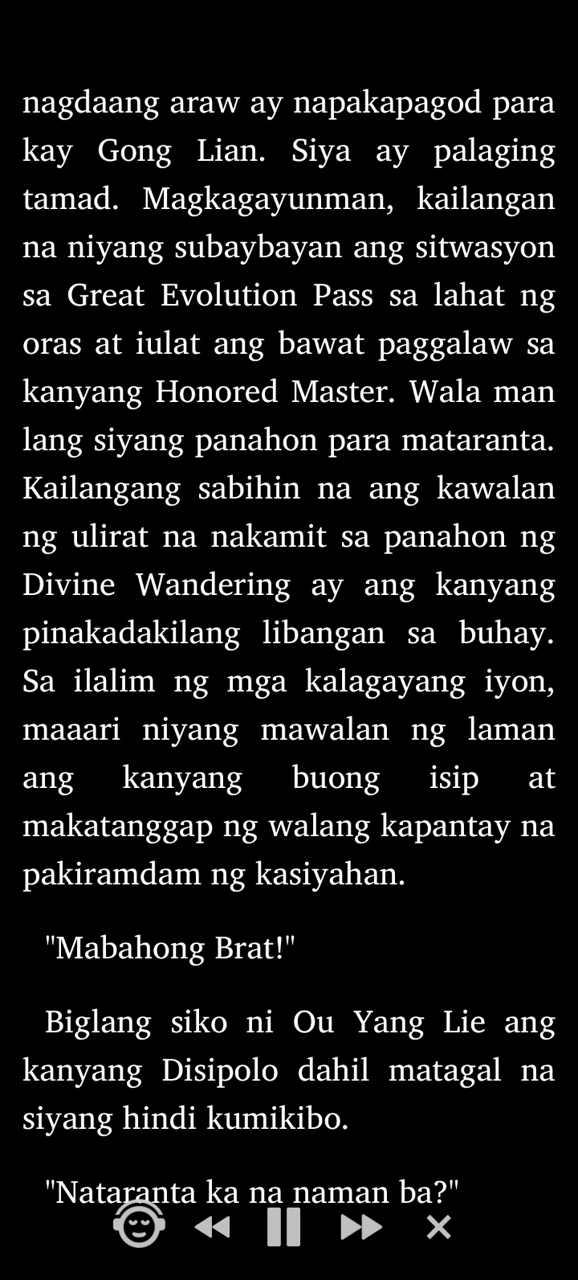 nagdaang araw ay napakapagod para
kay Gong Lian. Siya ay palaging
tamad. Magkagayunman, kailangan
na niyang subaybayan ang sitwasyon
sa Great Evolution Pass sa lahat ng
oras at iulat ang bawat paggalaw sa
kanyang Honored Master. Wala man
lang siyang panahon para mataranta.
Kailangang sabihin na ang kawalan
ng ulirat na nakamit sa panahon ng
Divine Wandering ay ang kanyang
pinakadakilang libangan sa buhay.
Sa ilalim ng mga kalagayang iyon,
maaari niyang mawalan ng laman
ang kanyang buong isip at
makatanggap ng walang kapantay na
pakiramdam ng kasiyahan.
"Mabahong Brat!"
Biglang siko ni Ou Yang Lie ang
kanyang Disipolo dahil matagal na
siyang hindi kumikibo.
"Nataranta ka na naman ba?"